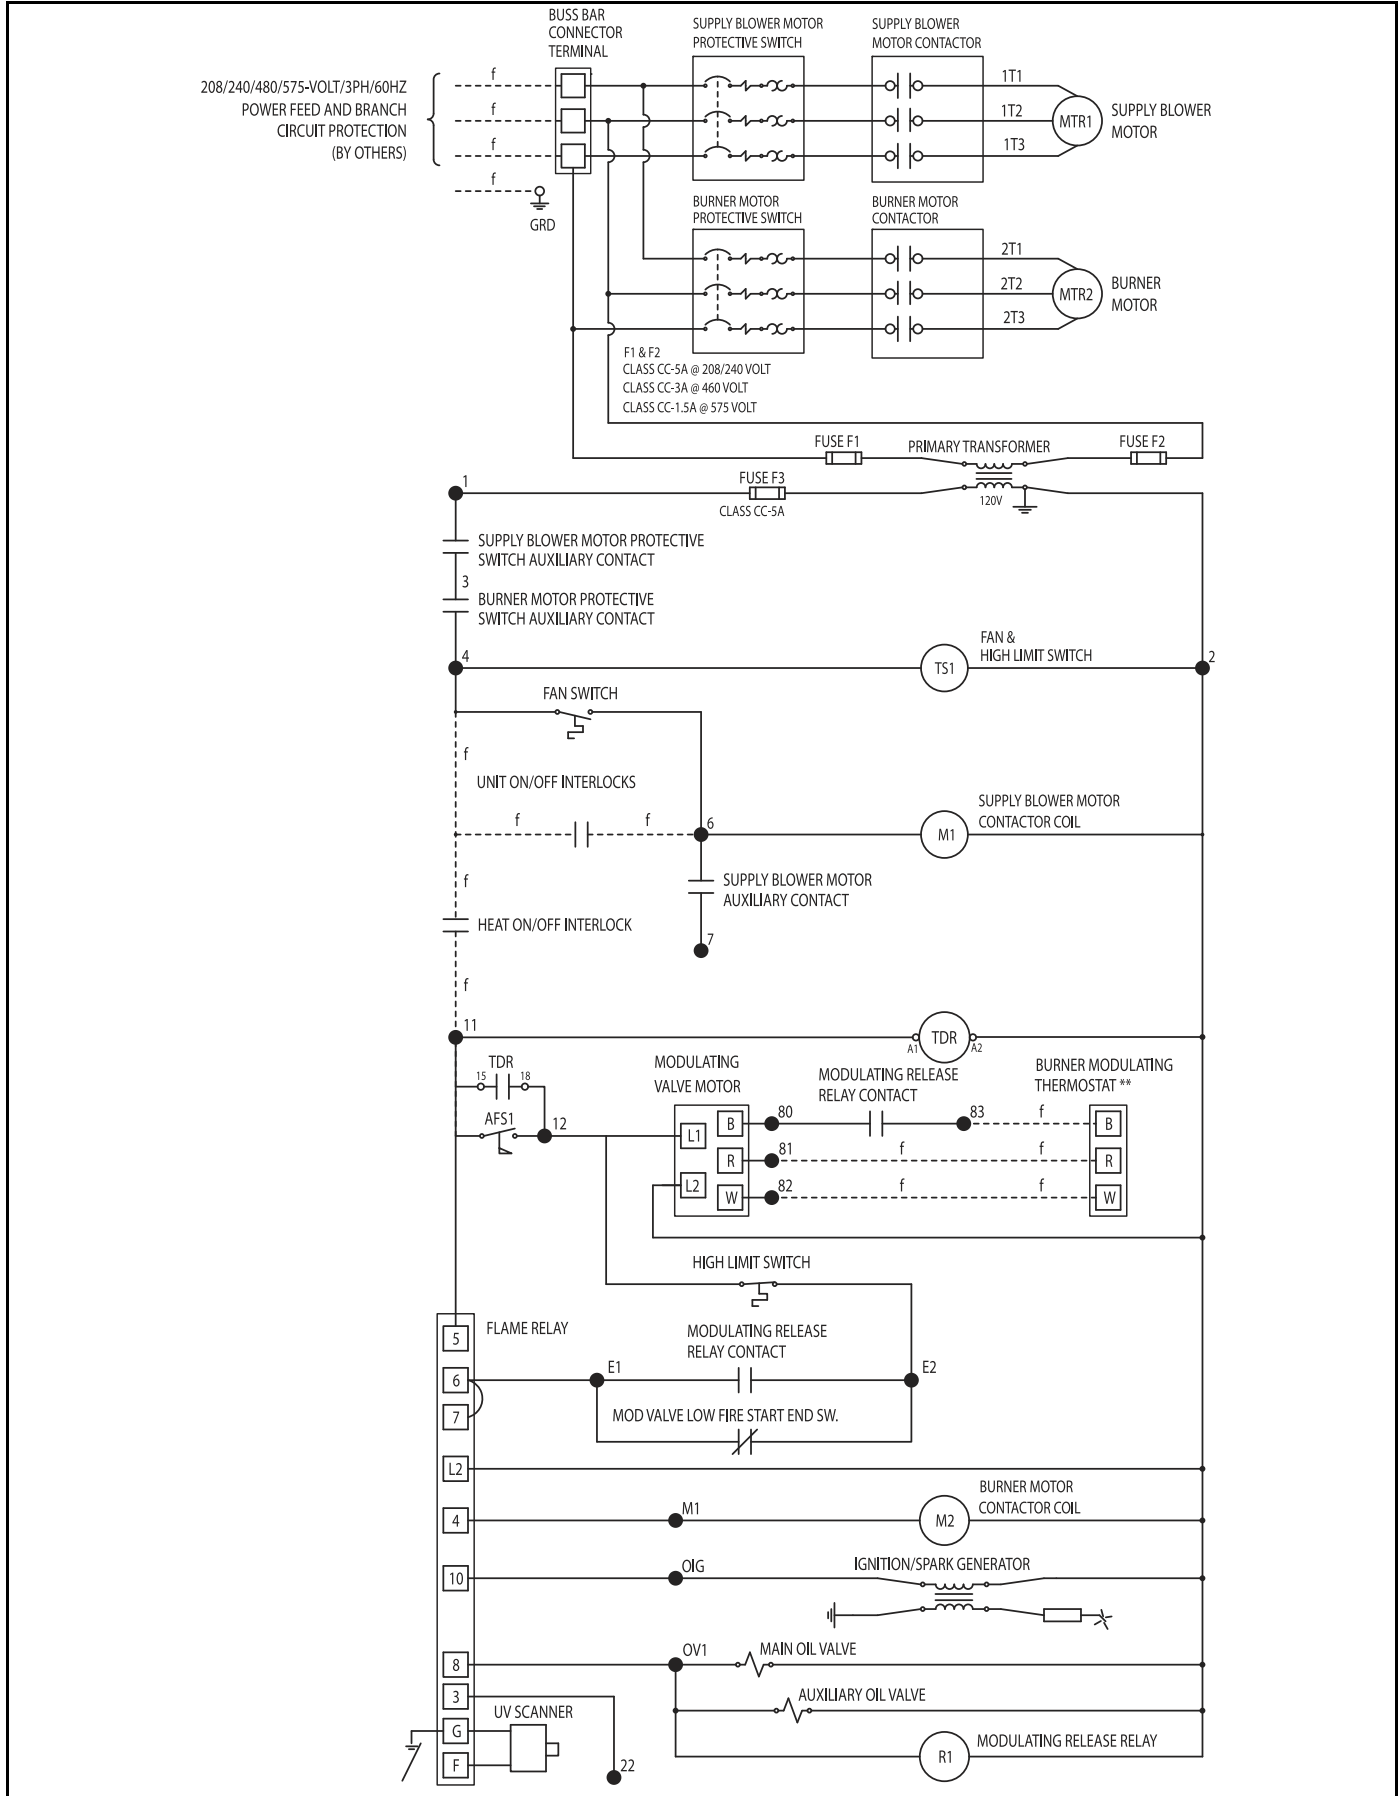 BUSS BAR
CONNECTOR
TERMINAL
SUPPLY BLOWER MOTOR
PROTECTIVE SWITCH
SUPPLY BLOWER
MOTOR CONTACTOR
208/240/480/575-VOLT/3PH/60HZ
POWER FEED AND BRANCH
CIRCUIT PROTECTION
(BY OTHERS)
f
f
f
f
GRD
1T1
1T2
1T3
MTR1
SUPPLY BLOWER
MOTOR
BURNER MOTOR
PROTECTIVE SWITCH
BURNER MOTOR
CONTACTOR
2T1
2T2
2T3
MTR2
BURNER
MOTOR
F1 & F2
CLASS CC-5A @ 208/240 VOLT
CLASS CC-3A @ 460 VOLT
CLASS CC-1.5A @ 575 VOLT
FUSE F1
PRIMARY TRANSFORMER
FUSE F2
1
FUSE F3
CLASS CC-5A
120V
SUPPLY BLOWER MOTOR PROTECTIVE
SWITCH AUXILIARY CONTACT
3
BURNER MOTOR PROTECTIVE
SWITCH AUXILIARY CONTACT
4
TS1
FAN &
HIGH LIMIT SWITCH
2
FAN SWITCH
f
UNIT ON/OFF INTERLOCKS
f
f
6
M1
SUPPLY BLOWER MOTOR
CONTACTOR COIL
f
SUPPLY BLOWER MOTOR
AUXILIARY CONTACT
HEAT ON/OFF INTERLOCK
7
f
11
A1
TDR
A2
TDR
15
18
AFS1
12
MODULATING
VALVE MOTOR
L1
L2
B
R
W
80
81
82
MODULATING RELEASE
RELAY CONTACT
83
f
f
f
f
f
BURNER MODULATING
THERMOSTAT **
B
R
W
HIGH LIMIT SWITCH
FLAME RELAY
5
MODULATING RELEASE
RELAY CONTACT
6
E1
E2
7
MOD VALVE LOW FIRE START END SW.
L2
4
M1
M2
BURNER MOTOR
CONTACTOR COIL
10
OIG
IGNITION/SPARK GENERATOR
8
OV1
MAIN OIL VALVE
3
AUXILIARY OIL VALVE
G
UV SCANNER
F
22
R1
MODULATING RELEASE RELAY